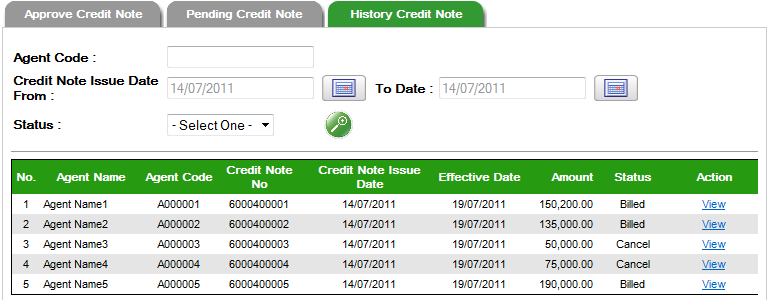 Approve Credit Note Pending Credit Note History Credit Note
Agent Code :
Credit Note Issue Date
From : 14/07/2011 To Date : 14/07/2011
Status : - Select One -
No. Agent Name Agent Code Credit Note No Credit Note Issue Date Effective Date Amount Status Action
1 Agent Name1 A000001 6000400001 14/07/2011 19/07/2011 150,200.00 Billed View
2 Agent Name2 A000002 6000400002 14/07/2011 19/07/2011 135,000.00 Billed View
3 Agent Name3 A000003 6000400003 14/07/2011 19/07/2011 50,000.00 Cancel View
4 Agent Name4 A000004 6000400004 14/07/2011 19/07/2011 75,000.00 Cancel View
5 Agent Name5 A000005 6000400005 14/07/2011 19/07/2011 190,000.00 Billed View